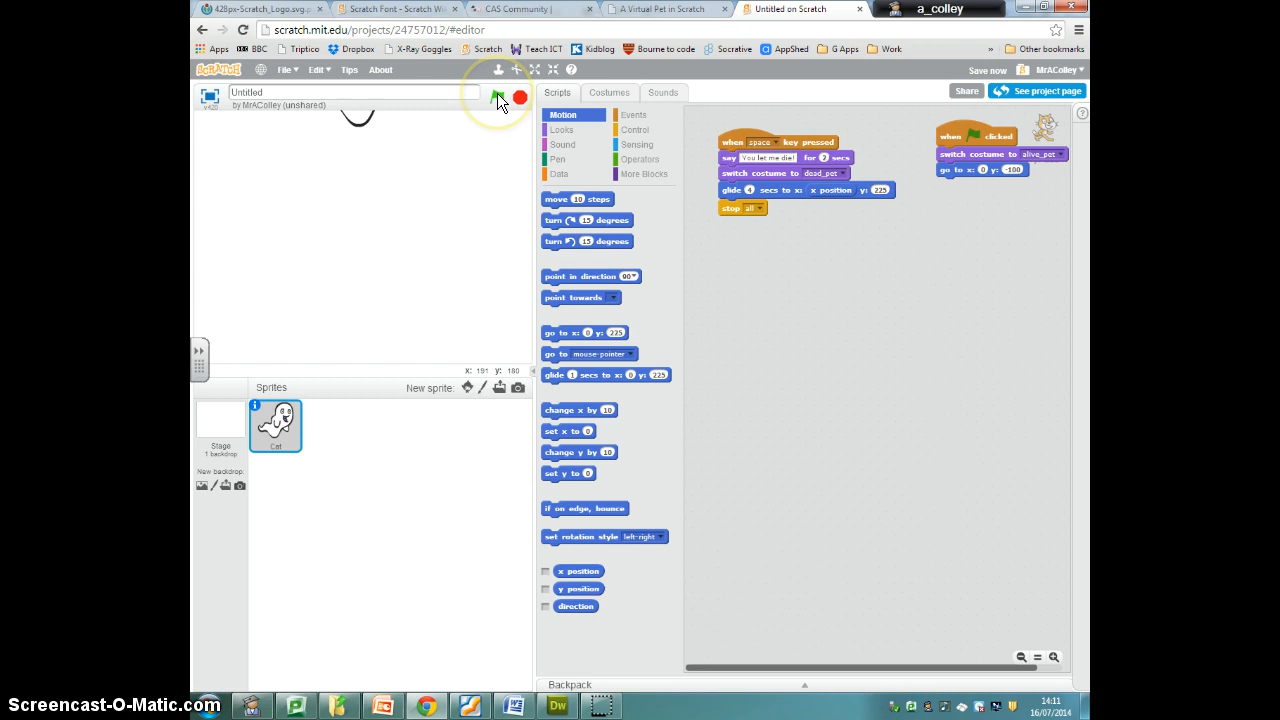 428px-Scratch_Logo.svg.p
Scratch Font - Scratch Wi
CAS Community |
A Virtual Pet in Scratch
Untitled on Scratch
a_colley
scratch.mit.edu/projects/24757012/#editor
Apps
BBC
Triptico
Dropbox
X-Ray Goggles
Scratch
Teach ICT
Kidblog
Bourne to code
Socrative
AppShed
G Apps
Work
»
Other bookmarks
SCRATCH
File
Edit
Tips
About
Save now
MrAColley
Untitled
by MrAColley (unshared)
v420
Scripts
Costumes
Sounds
Share
See project page
Motion
Events
Looks
Control
Sound
Sensing
Pen
Operators
Data
More Blocks
move 10 steps
turn 15 degrees
turn 15 degrees
point in direction 90
point towards
go to x: 0 y: 225
go to mouse-pointer
glide 1 secs to x: 0 y: 225
change x by 10
set x to 0
change y by 10
set y to 0
if on edge, bounce
set rotation style left-right
x position
y position
direction
when space key pressed
say You let me die! for 2 secs
switch costume to dead_pet
glide 4 secs to x: x position y: 225
stop all
when clicked
switch costume to alive_pet
go to x: 0 y: -100
x: 191 y: 180
Sprites
New sprite:
Cat
Stage
1 backdrop
New backdrop:
Backpack
14:11
16/07/2014
Screencast-O-Matic.com